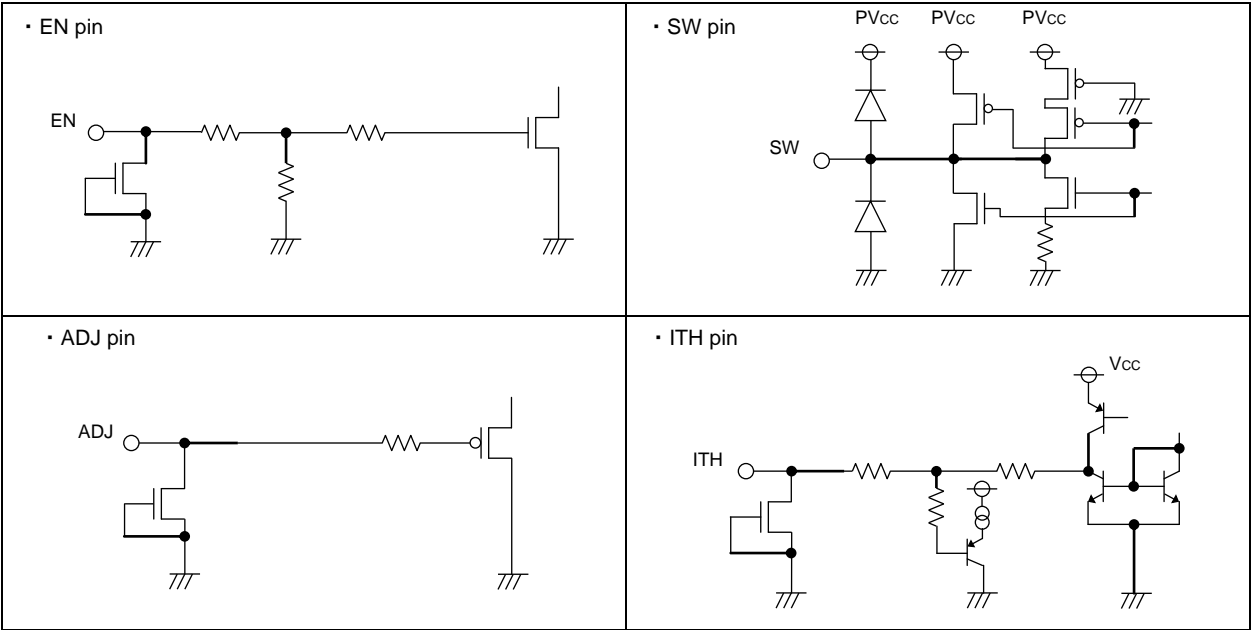 ・EN pin
EN
・SW pin
PVCC PVCC PVCC
SW
・ADJ pin
ADJ
・ITH pin
VCC
ITH